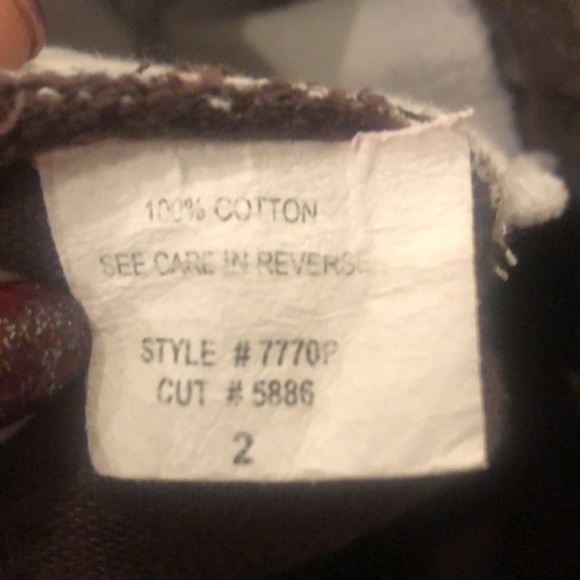 100% COTTON
SEE CARE IN REVERSE
STYLE # 7770P
CUT # 5886
2